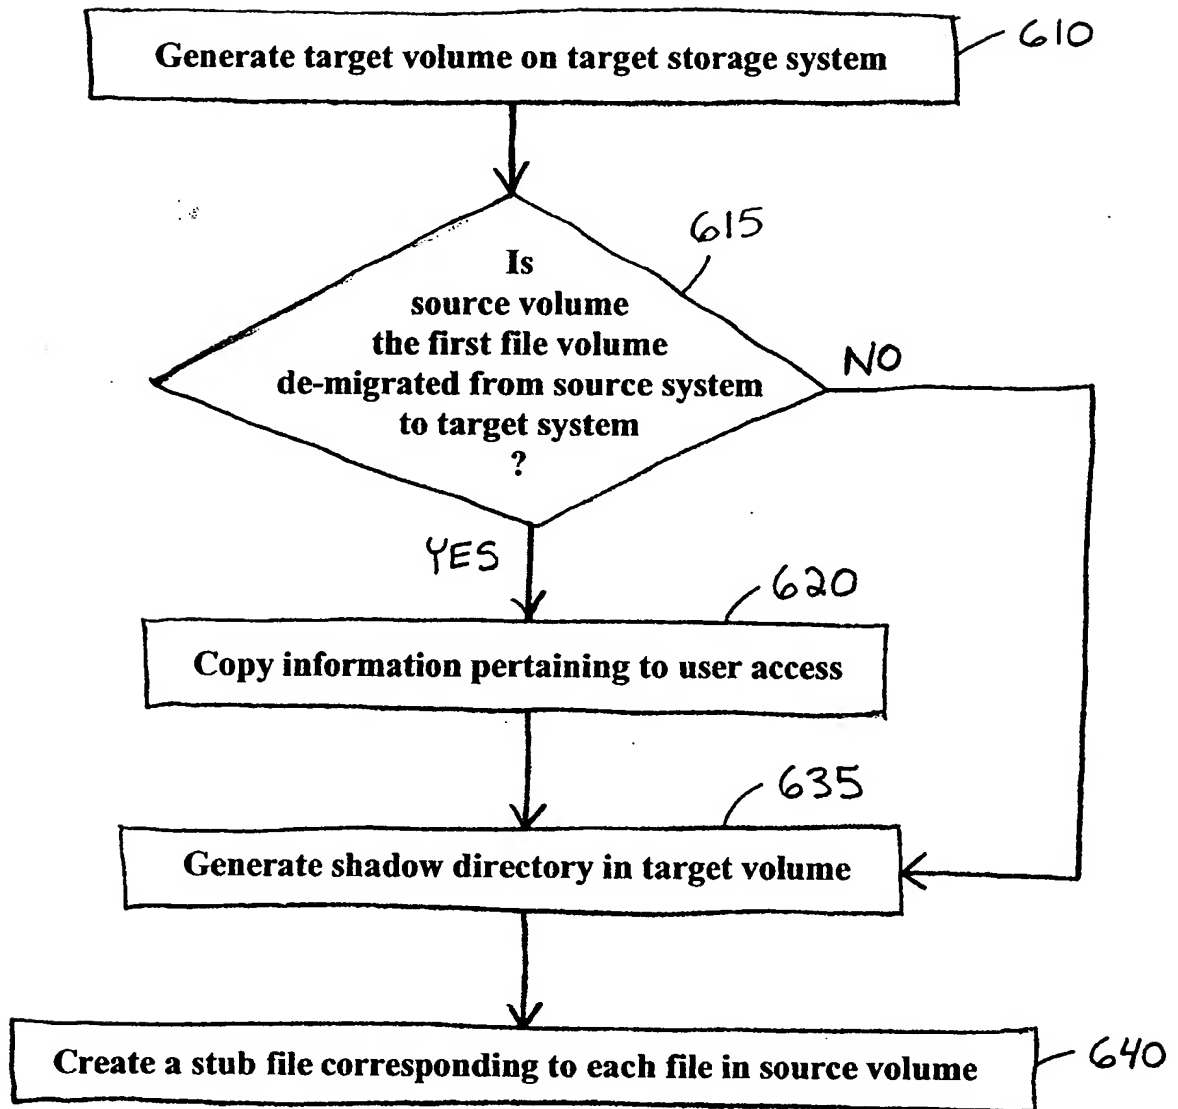 Generate target volume on target storage system
610
615
Is
source volume
the first file volume
de-migrated from source system
to target system
?
NO
YES
620
Copy information pertaining to user access
635
Generate shadow directory in target volume
Create a stub file corresponding to each file in source volume
640